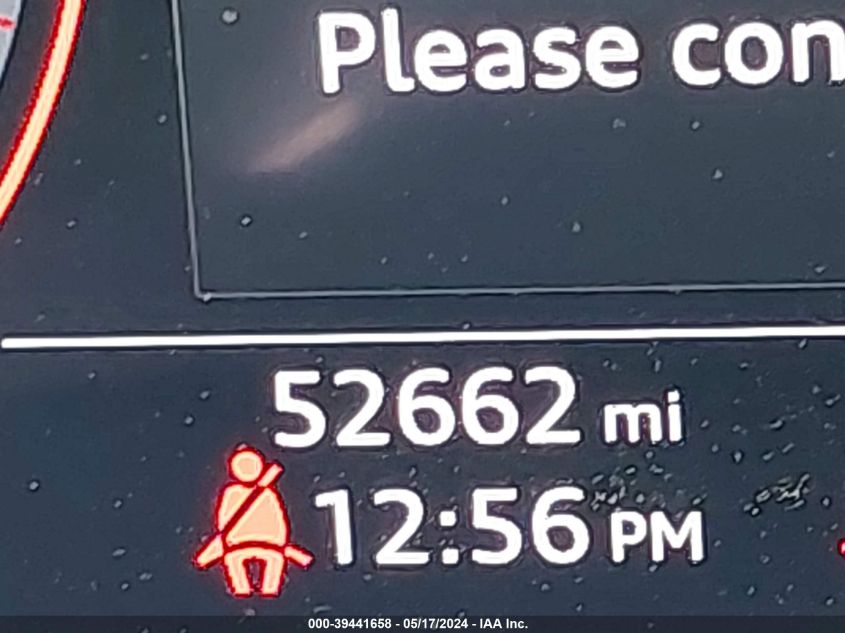 Please con
52662 mi
12:56 PM
000-39441658 - 05/17/2024 - IAA Inc.